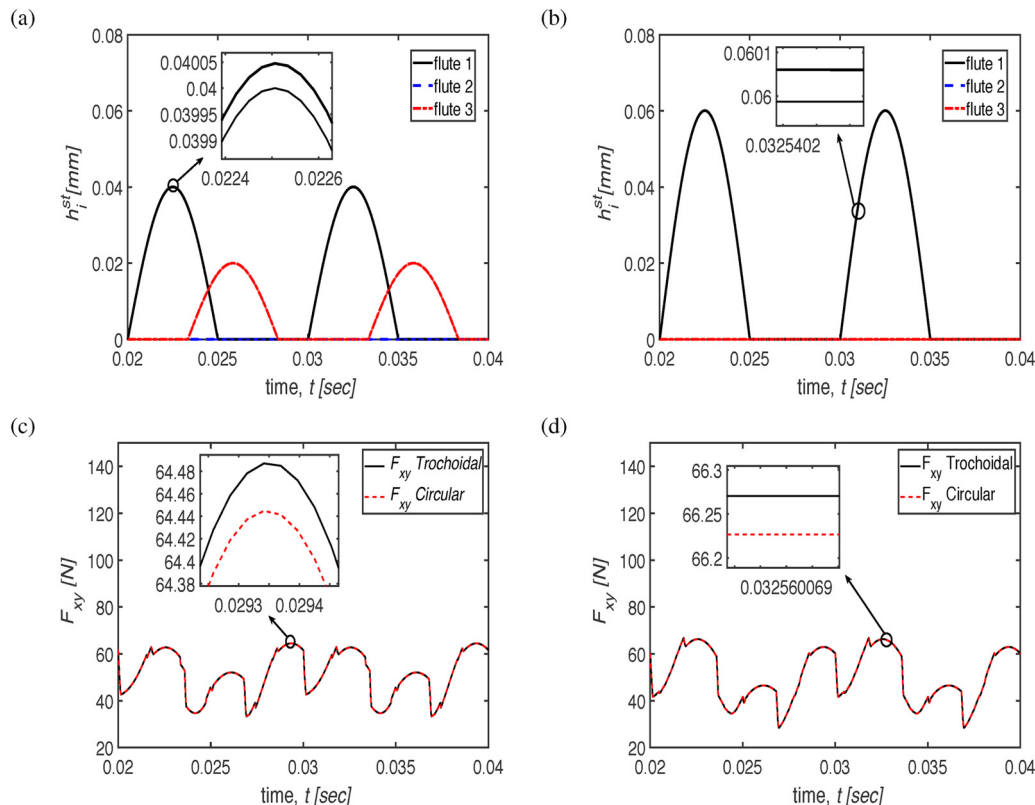 (a)
0.08
0.06
0.04
0.02
0
0.02
0.025
0.03
0.035
0.04
h_i^st [mm]
time, t [sec]
flute 1
flute 2
flute 3
0.04005
0.04
0.03995
0.0399
0.0224
0.0226
(b)
0.08
0.06
0.04
0.02
0
0.02
0.025
0.03
0.035
0.04
h_i^st [mm]
time, t [sec]
flute 1
flute 2
flute 3
0.0601
0.06
0.0325402
(c)
140
120
100
80
60
40
20
0.02
0.025
0.03
0.035
0.04
F_xy [N]
time, t [sec]
F_xy Trochoidal
F_xy Circular
64.48
64.46
64.44
64.42
64.4
64.38
0.0293
0.0294
(d)
140
120
100
80
60
40
20
0.02
0.025
0.03
0.035
0.04
F_xy [N]
time, t [sec]
F_xy Trochoidal
F_xy Circular
66.3
66.25
66.2
0.032560069